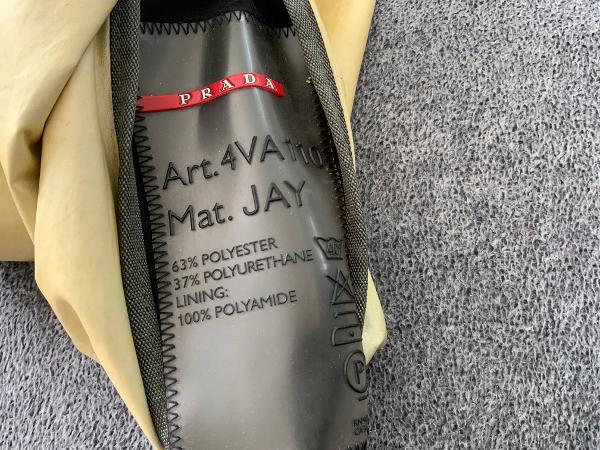 PRADA
Art. 4VA110
Mat. JAY
63% POLYESTER
37% POLYURETHANE
LINING:
100% POLYAMIDE
P